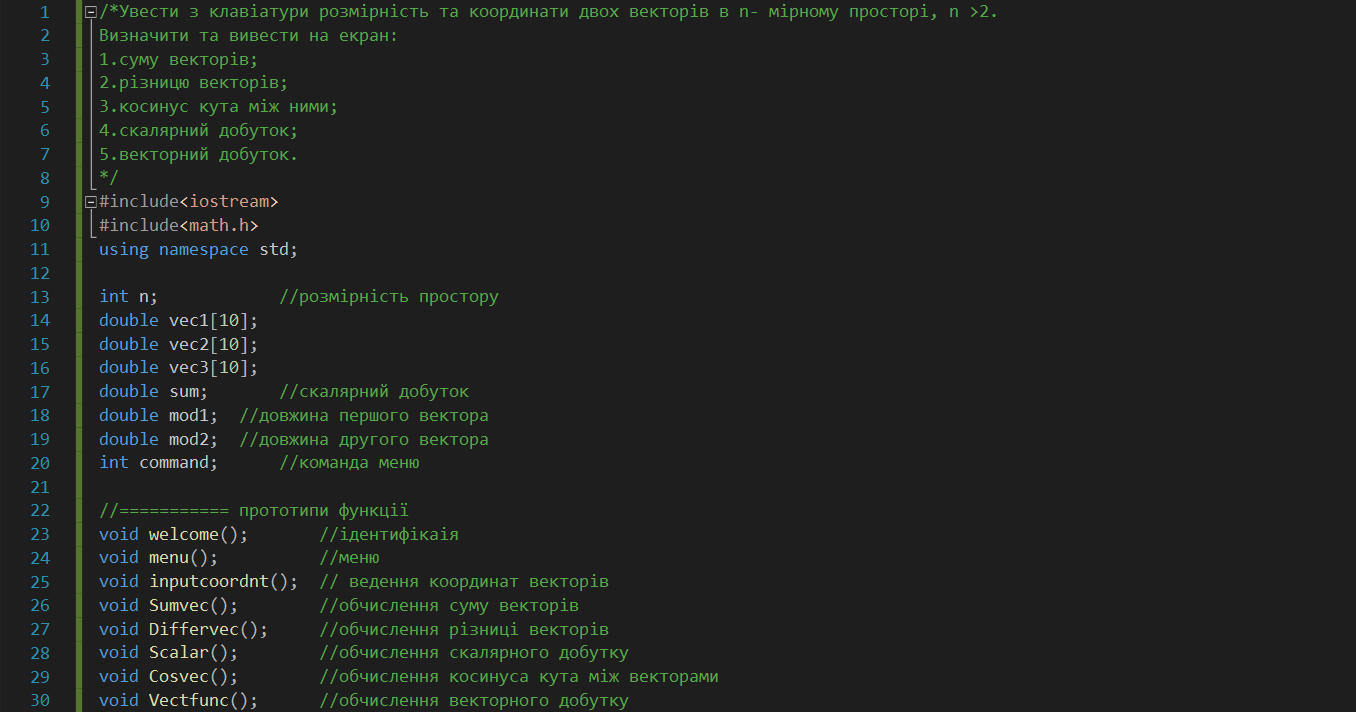 1 /*Увести з клавіатури розмірність та координати двох векторів в n- мірному просторі, n >2.
2 Визначити та вивести на екран:
3 1.суму векторів;
4 2.різницю векторів;
5 3.косинус кута між ними;
6 4.скалярний добуток;
7 5.векторний добуток.
8 */
9 #include<iostream>
10 #include<math.h>
11 using namespace std;
12
13 int n; //розмірність простору
14 double vec1[10];
15 double vec2[10];
16 double vec3[10];
17 double sum; //скалярний добуток
18 double mod1; //довжина першого вектора
19 double mod2; //довжина другого вектора
20 int command; //команда меню
21
22 //=========== прототипи функції
23 void welcome(); //ідентифікаія
24 void menu(); //меню
25 void inputcoordnt(); // ведення координат векторів
26 void Sumvec(); //обчислення суму векторів
27 void Differvec(); //обчислення різниці векторів
28 void Scalar(); //обчислення скалярного добутку
29 void Cosvec(); //обчислення косинуса кута між векторами
30 void Vectfunc(); //обчислення векторного добутку